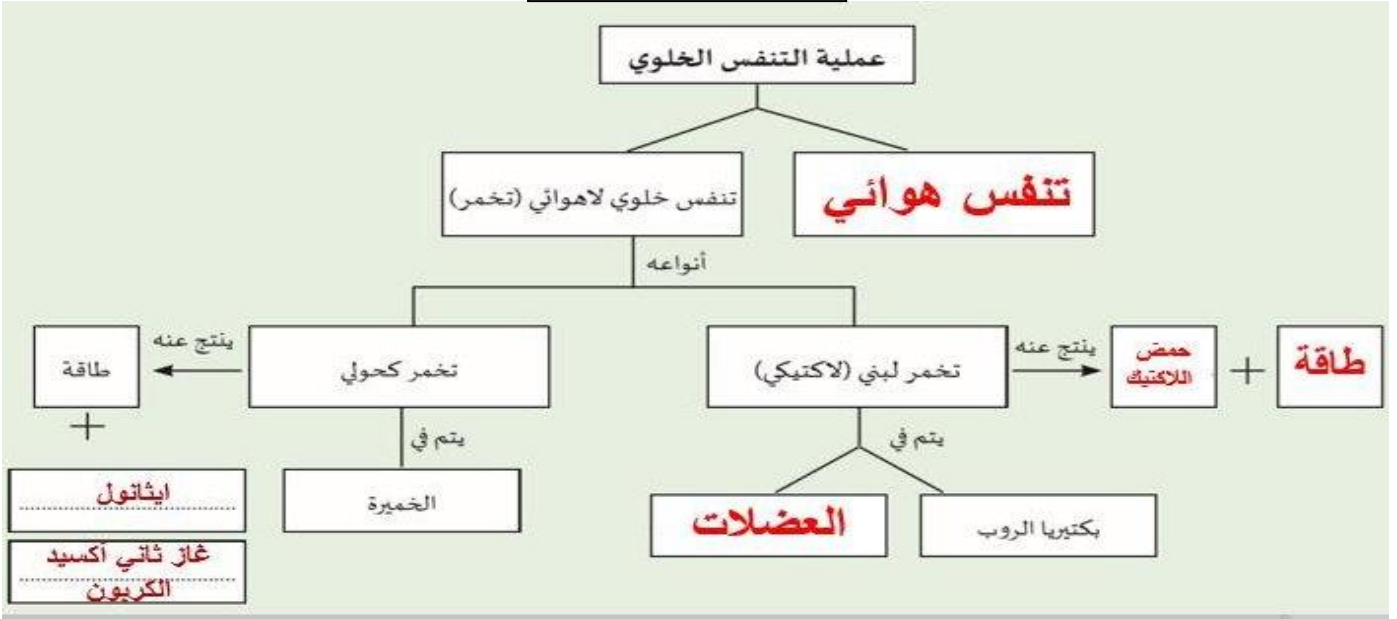 عملية التنفس الخلوي
تنفس هوائي
تنفس خلوي لاهوائي (تخمر)
أنواعه
طاقة
+
حمض
اللاكتيك
ينتج عنه
تخمر لبني (لاكتيكي)
تخمر كحولي
ينتج عنه
طاقة
+
يتم في
يتم في
بكتيريا الروب
العضلات
الخميرة
ايثانول
غاز ثاني أكسيد
الكربون